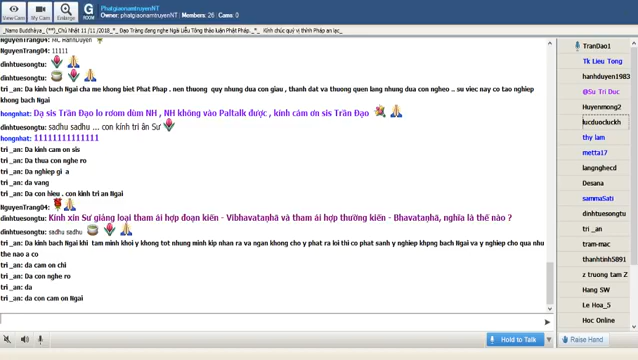 View Cam
My Cam
Enlarge
G
ROOM
PhatgiaonamtruyenNT
Owner: phatgiaonamtruyenNT | Members: 26 | Cams: 0
_Namo Buddhàya_ (**)_Chủ Nhật 11 /11 /2018_* _Đạo Tràng đang nghe Ngài Liễu Tông thảo luận Phật Pháp._*_ Kính chúc quý vị thính Pháp an lạc_
NguyenTrang04: 11111
dinhtuesongtu:
dinhtuesongtu:
tri _an: Da kinh bach Ngai cha me khong biet Phat Phap . nen thuong quy nhung dua con giau , thanh dat va thuong quen lang nhung dua con ngheo .. su viec nay co tao nghiep khong bach Ngai
hongnhat: Dạ sis Trần Đạo lo rơom dùm NH , NH không vào Paltalk được , kính cảm ơn sis Trần Đạo
dinhtuesongtu: sadhu sadhu ... con kính tri ân Sư
hongnhat: 11111111111111
tri _an: Da kinh cam on sis
tri _an: Da thua con nghe ro
tri _an: Da nghiep gi a
tri _an: da vang
tri _an: Da con hieu . con kinh tri an Ngai
NguyenTrang04:
dinhtuesongtu: Kính xin Sư giảng loại tham ái hợp đoạn kiến - Vibhavataṇhā và tham ái hợp thường kiến - Bhavataṇhā, nghĩa là thế nào ?
dinhtuesongtu: sadhu sadhu
tri _an: Da kinh bach Ngai khi tam minh khoi y khong tot nhung minh kip nhan ra va ngan khong cho y phat ra loi thi co phat sanh y nghiep khpng bach Ngai va y nghiep cho qua nhu the nao a co
tri _an: da cam on chi
tri _an: Da con nghe ro
tri _an: da
tri _an: da con cam on Ngai
Hold to Talk
TranDao1
Tk Lieu Tong
hanhduyen1983
@Su Tri Duc
Huyenmong2
lucduocluckh
thy lam
metta17
langnghecd
Desana
sammaSati
dinhtuesongtu
tri _an
tram-mac
thanhtinh5891
z truong tam Z
Hang SW
Le Hoa_5
Hoc Online
Raise Hand